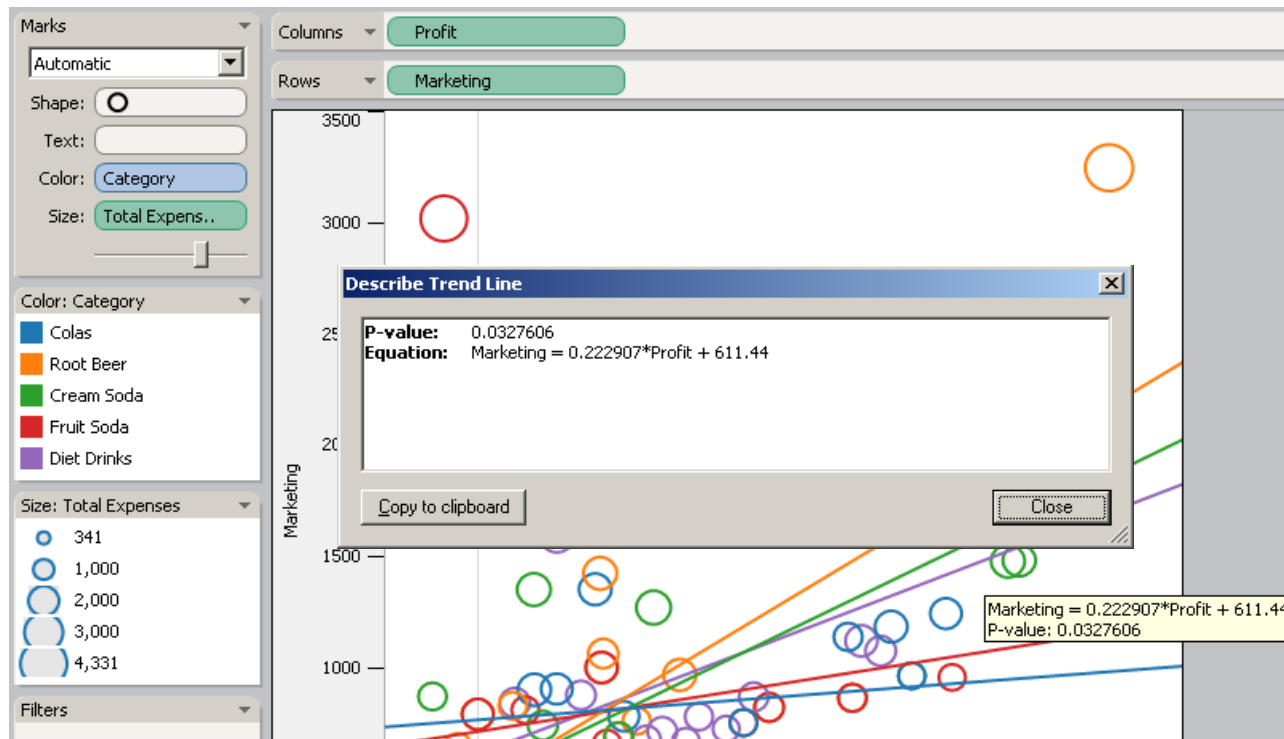 Marks
Automatic
Shape:
Text:
Color: Category
Size: Total Expens..
Color: Category
Colas
Root Beer
Cream Soda
Fruit Soda
Diet Drinks
Size: Total Expenses
341
1,000
2,000
3,000
4,331
Filters
Columns Profit
Rows Marketing
3500
3000
25
20
1500
1000
Marketing
Describe Trend Line
P-value: 0.0327606
Equation: Marketing = 0.222907*Profit + 611.44
Copy to clipboard Close
Marketing = 0.222907*Profit + 611.44
P-value: 0.0327606